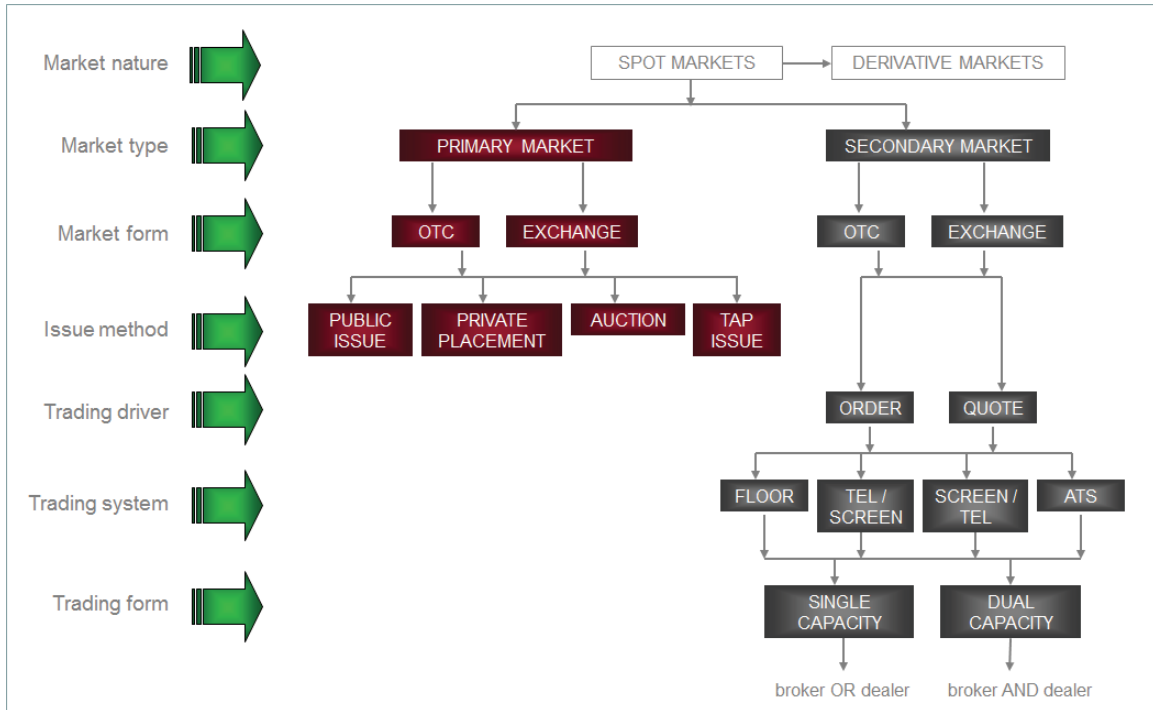 Market nature
SPOT MARKETS
DERIVATIVE MARKETS
Market type
PRIMARY MARKET
SECONDARY MARKET
Market form
OTC
EXCHANGE
OTC
EXCHANGE
Issue method
PUBLIC
ISSUE
PRIVATE
PLACEMENT
AUCTION
TAP
ISSUE
Trading driver
ORDER
QUOTE
Trading system
FLOOR
TEL /
SCREEN
SCREEN /
TEL
ATS
Trading form
SINGLE
CAPACITY
DUAL
CAPACITY
broker OR dealer
broker AND dealer